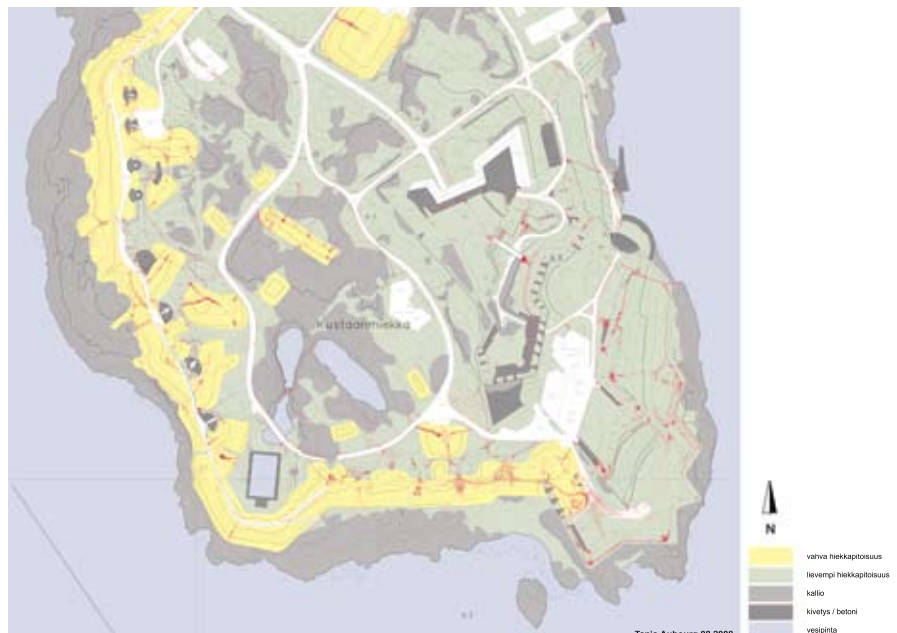 Kustaanmiekka
N
vahva hiekkapitoisuus
lievempi hiekkapitoisuus
kallio
kivetys / betoni
vesipinta